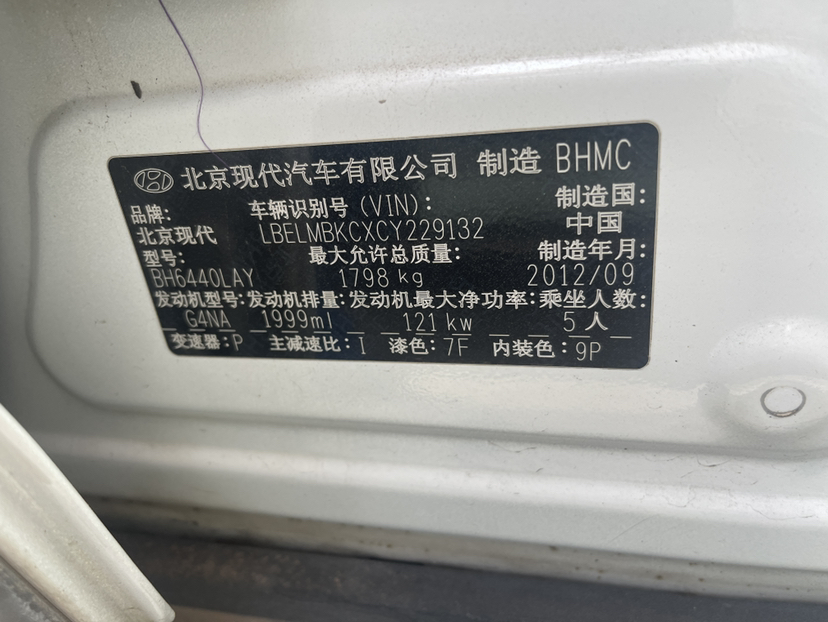 北京现代汽车有限公司 制造 BHMC
品牌: 车辆识别号 (VIN): 制造国:
北京现代 LBELMBKCXCY229132 中国
型号: 最大允许总质量: 制造年月:
BH6440LAY 1798 kg 2012/09
发动机型号: 发动机排量: 发动机最大净功率: 乘坐人数:
G4NA 1999ml 121 kw 5 人
变速器: P 主减速比: I 漆色: 7F 内装色: 9P